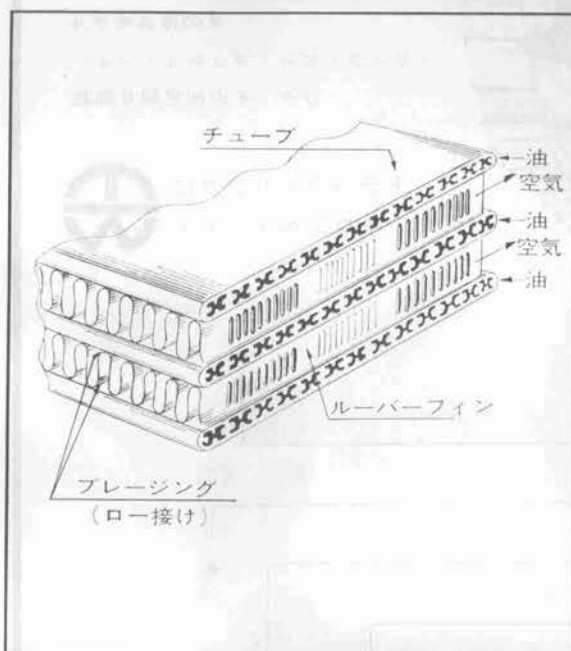 チューブ
油
空気
油
空気
油
ルーバーフィン
ブレージング
(ロー接け)